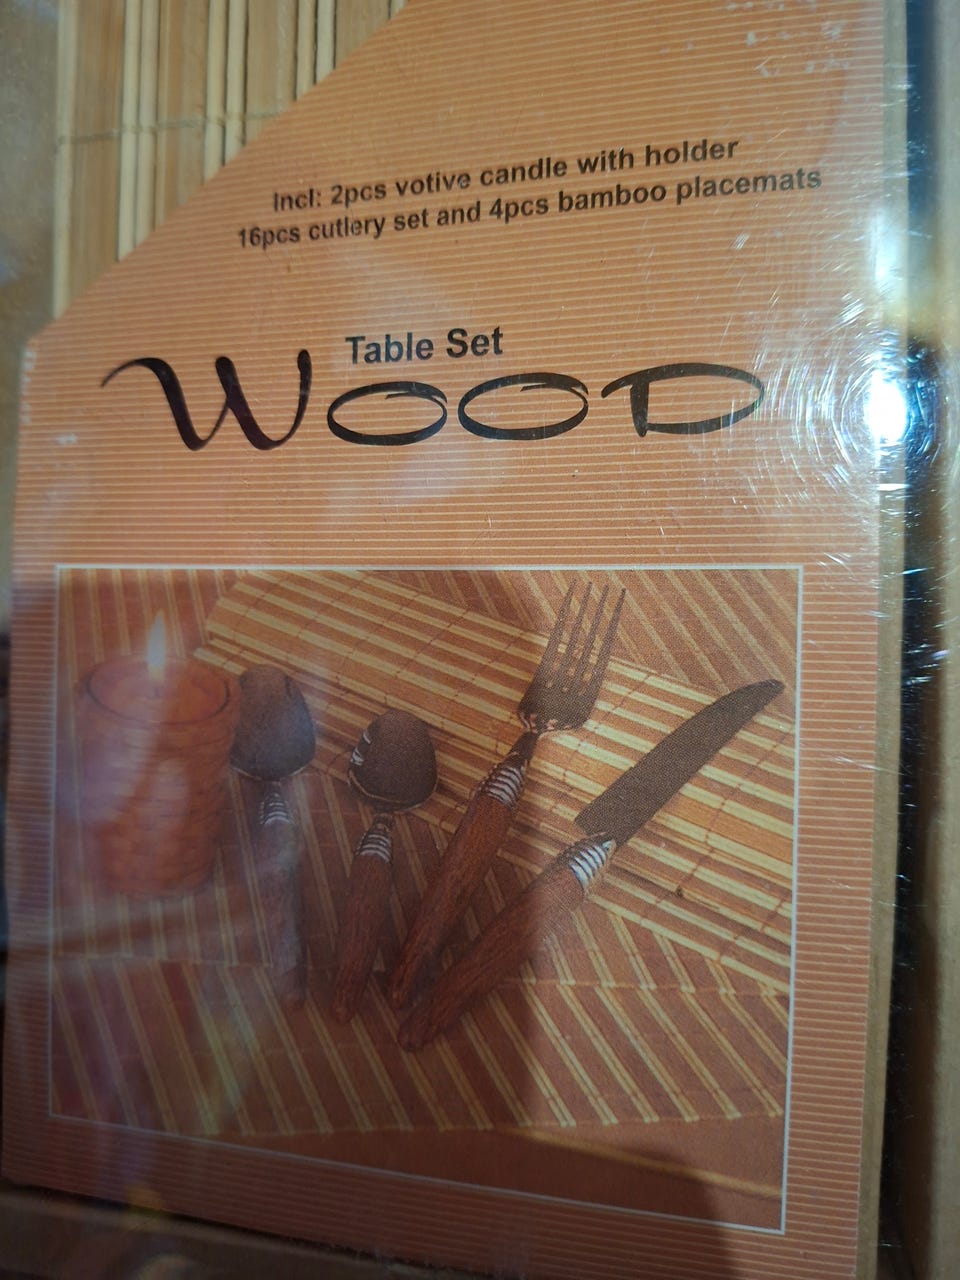 Incl: 2pcs votive candle with holder
16pcs cutlery set and 4pcs bamboo placemats
Table Set
WOOD